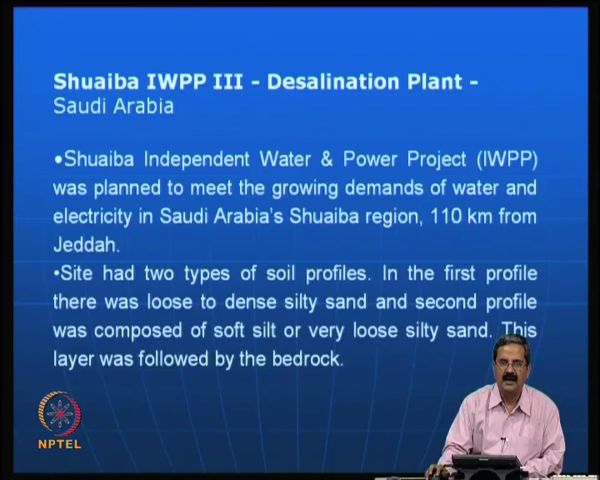 Shuaiba IWPP III - Desalination Plant -
Saudi Arabia
•Shuaiba Independent Water & Power Project (IWPP)
was planned to meet the growing demands of water and
electricity in Saudi Arabia's Shuaiba region, 110 km from
Jeddah.
•Site had two types of soil profiles. In the first profile
there was loose to dense silty sand and second profile
was composed of soft silt or very loose silty sand. This
layer was followed by the bedrock.
NPTEL